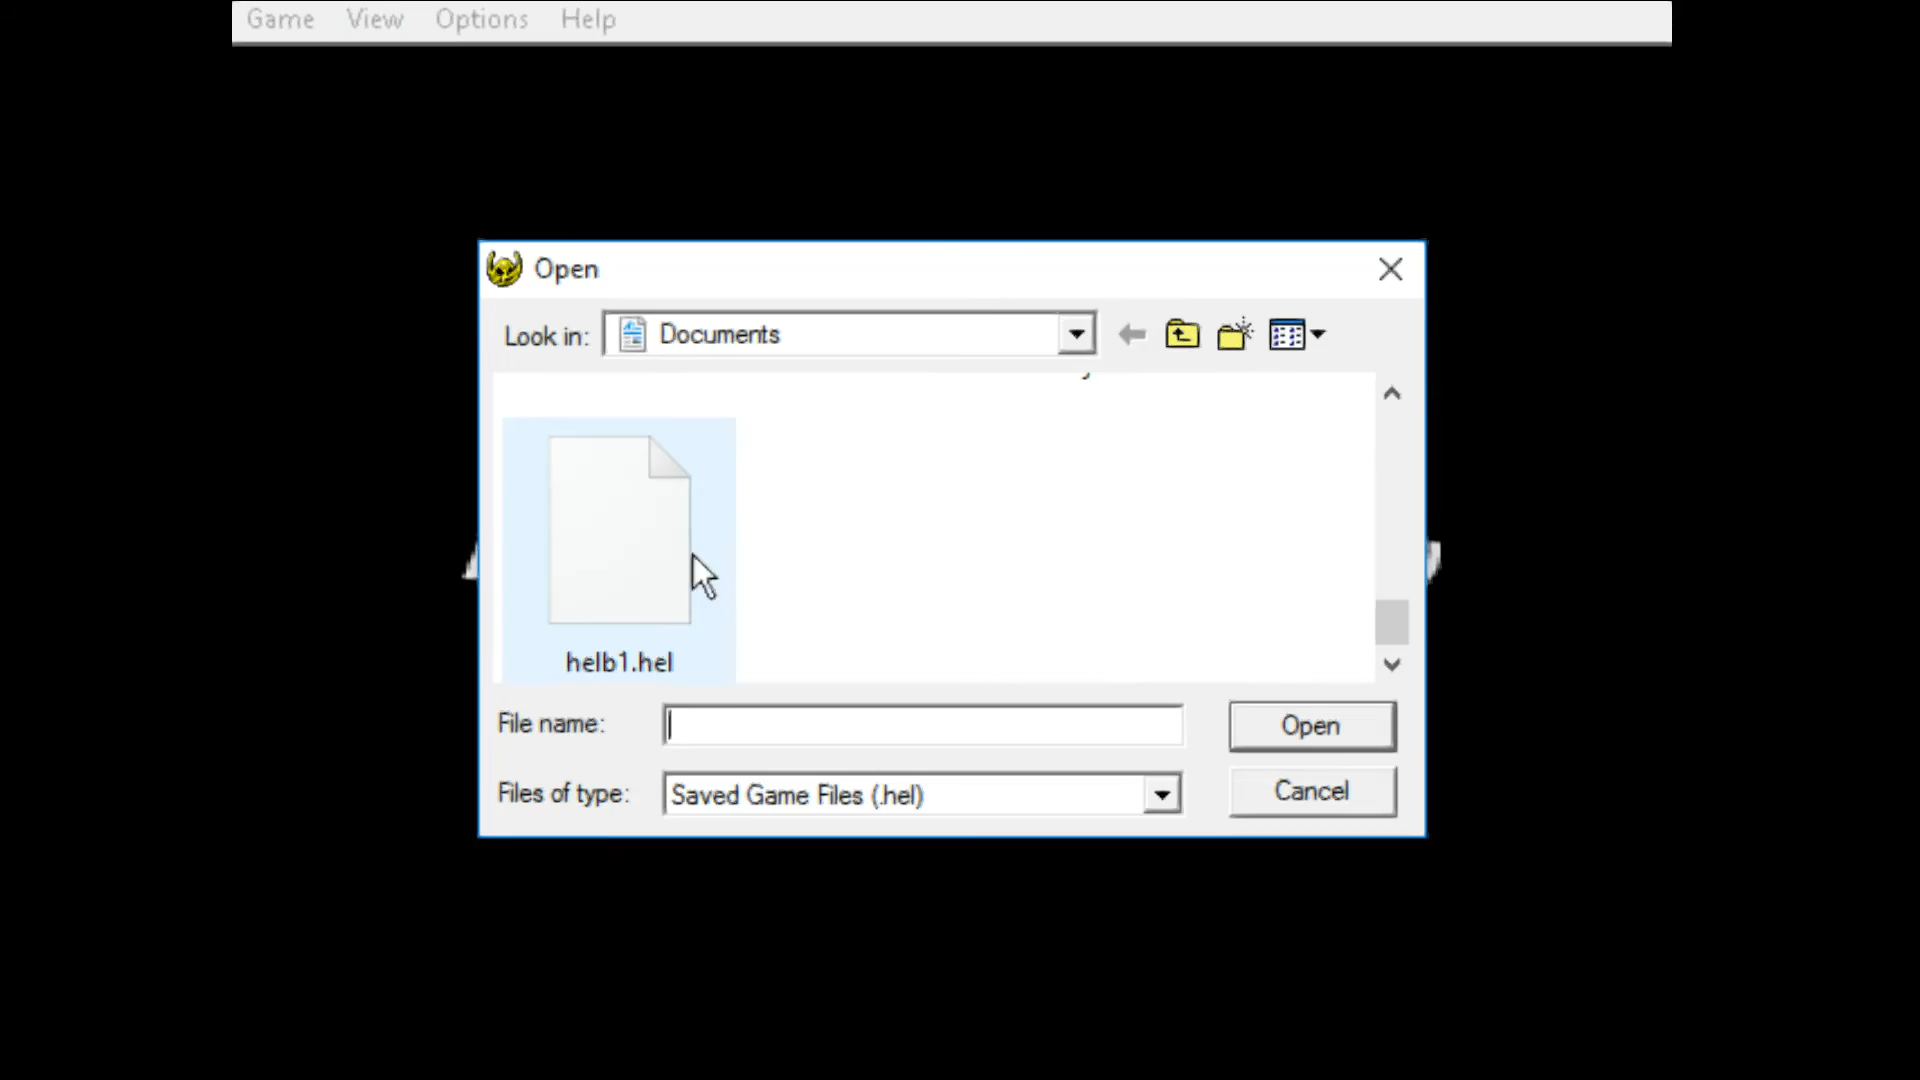 Game View Options Help
Open
Look in: Documents
helb1.hel
File name:
Open
Files of type: Saved Game Files (.hel)
Cancel